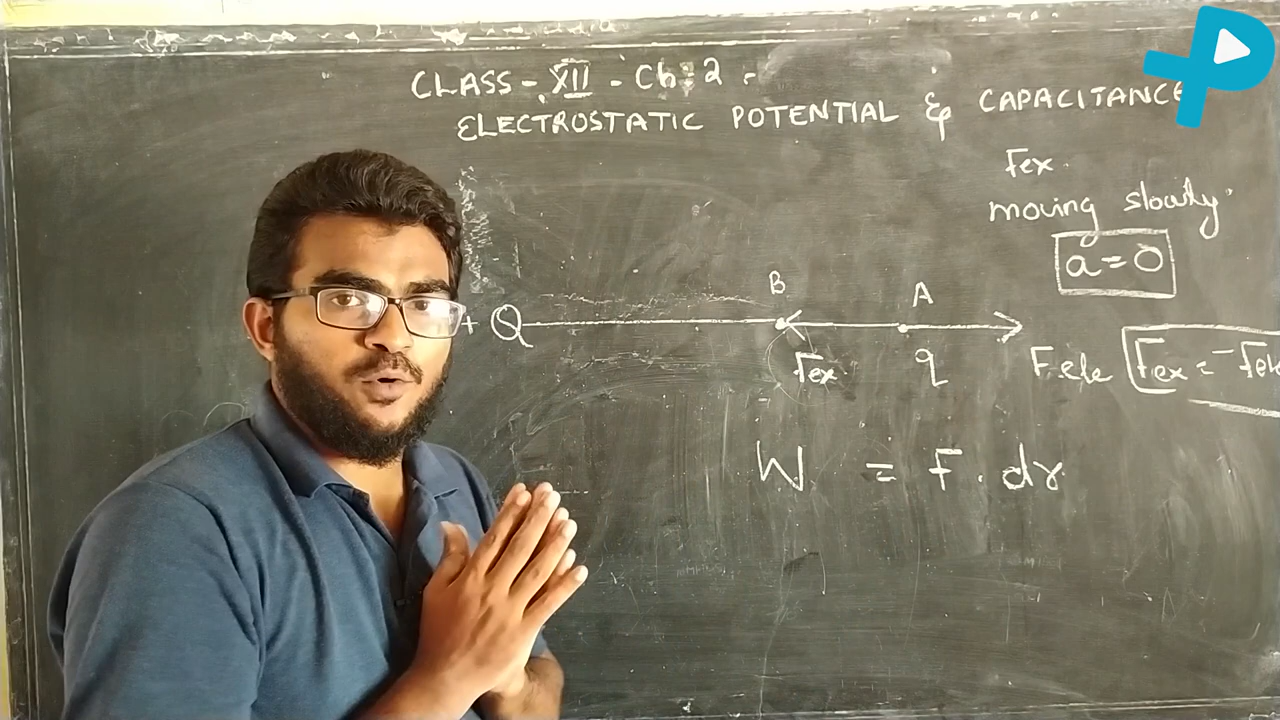 CLASS - XII - Ch - 2 -
ELECTROSTATIC POTENTIAL & CAPACITANCE
Fex.
moving slowly.
a = 0
B
A
+ Q
Fex
q
Fele
Fex = - Fele
W = F. dr